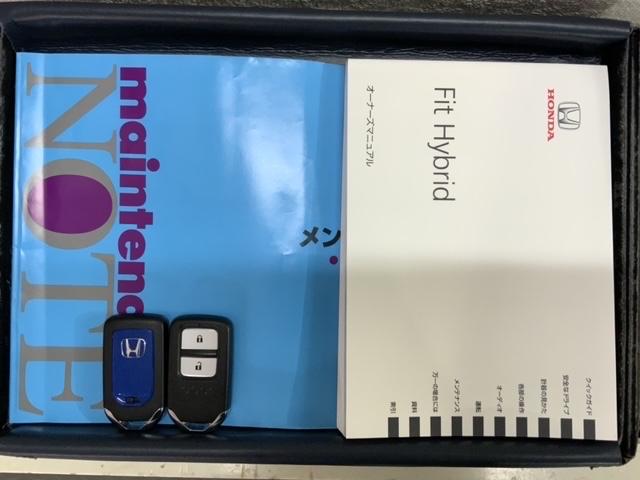 maintena
NOTE
メン
HONDA
Fit Hybrid
オーナーズマニュアル
クイックガイド
安全なドライブ
計器の見かた
各部の操作
オーディオ
運転
メンテナンス
万一の場合には
資料
索引